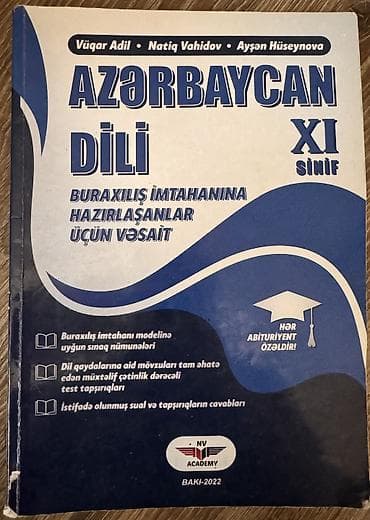 Vüqar Adil • Natiq Vahidov • Ayşən Hüseynova
AZƏRBAYCAN
DİLİ
XI
SİNİF
BURAXILIŞ İMTAHANINA
HAZIRLAŞANLAR
ÜÇÜN VƏSAİT
HƏR
ABİTURİYENT
ÖZƏLDİR!
Buraxılış imtahanı modelinə
uyğun sınaq nümunələri
Dil qaydalarına aid mövzuları tam əhatə
edən müxtəlif çətinlik dərəcəli
test tapşırıqları
İstifadə olunmuş sual və tapşırıqların cavabları
NV
ACADEMY
BAKI-2022